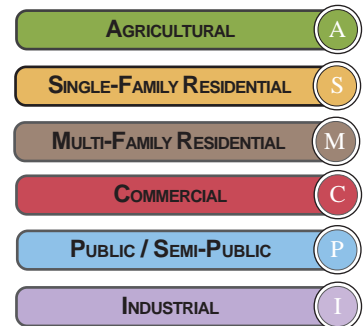 AGRICULTURAL A
SINGLE-FAMILY RESIDENTIAL S
MULTI-FAMILY RESIDENTIAL M
COMMERCIAL C
PUBLIC / SEMI-PUBLIC P
INDUSTRIAL I